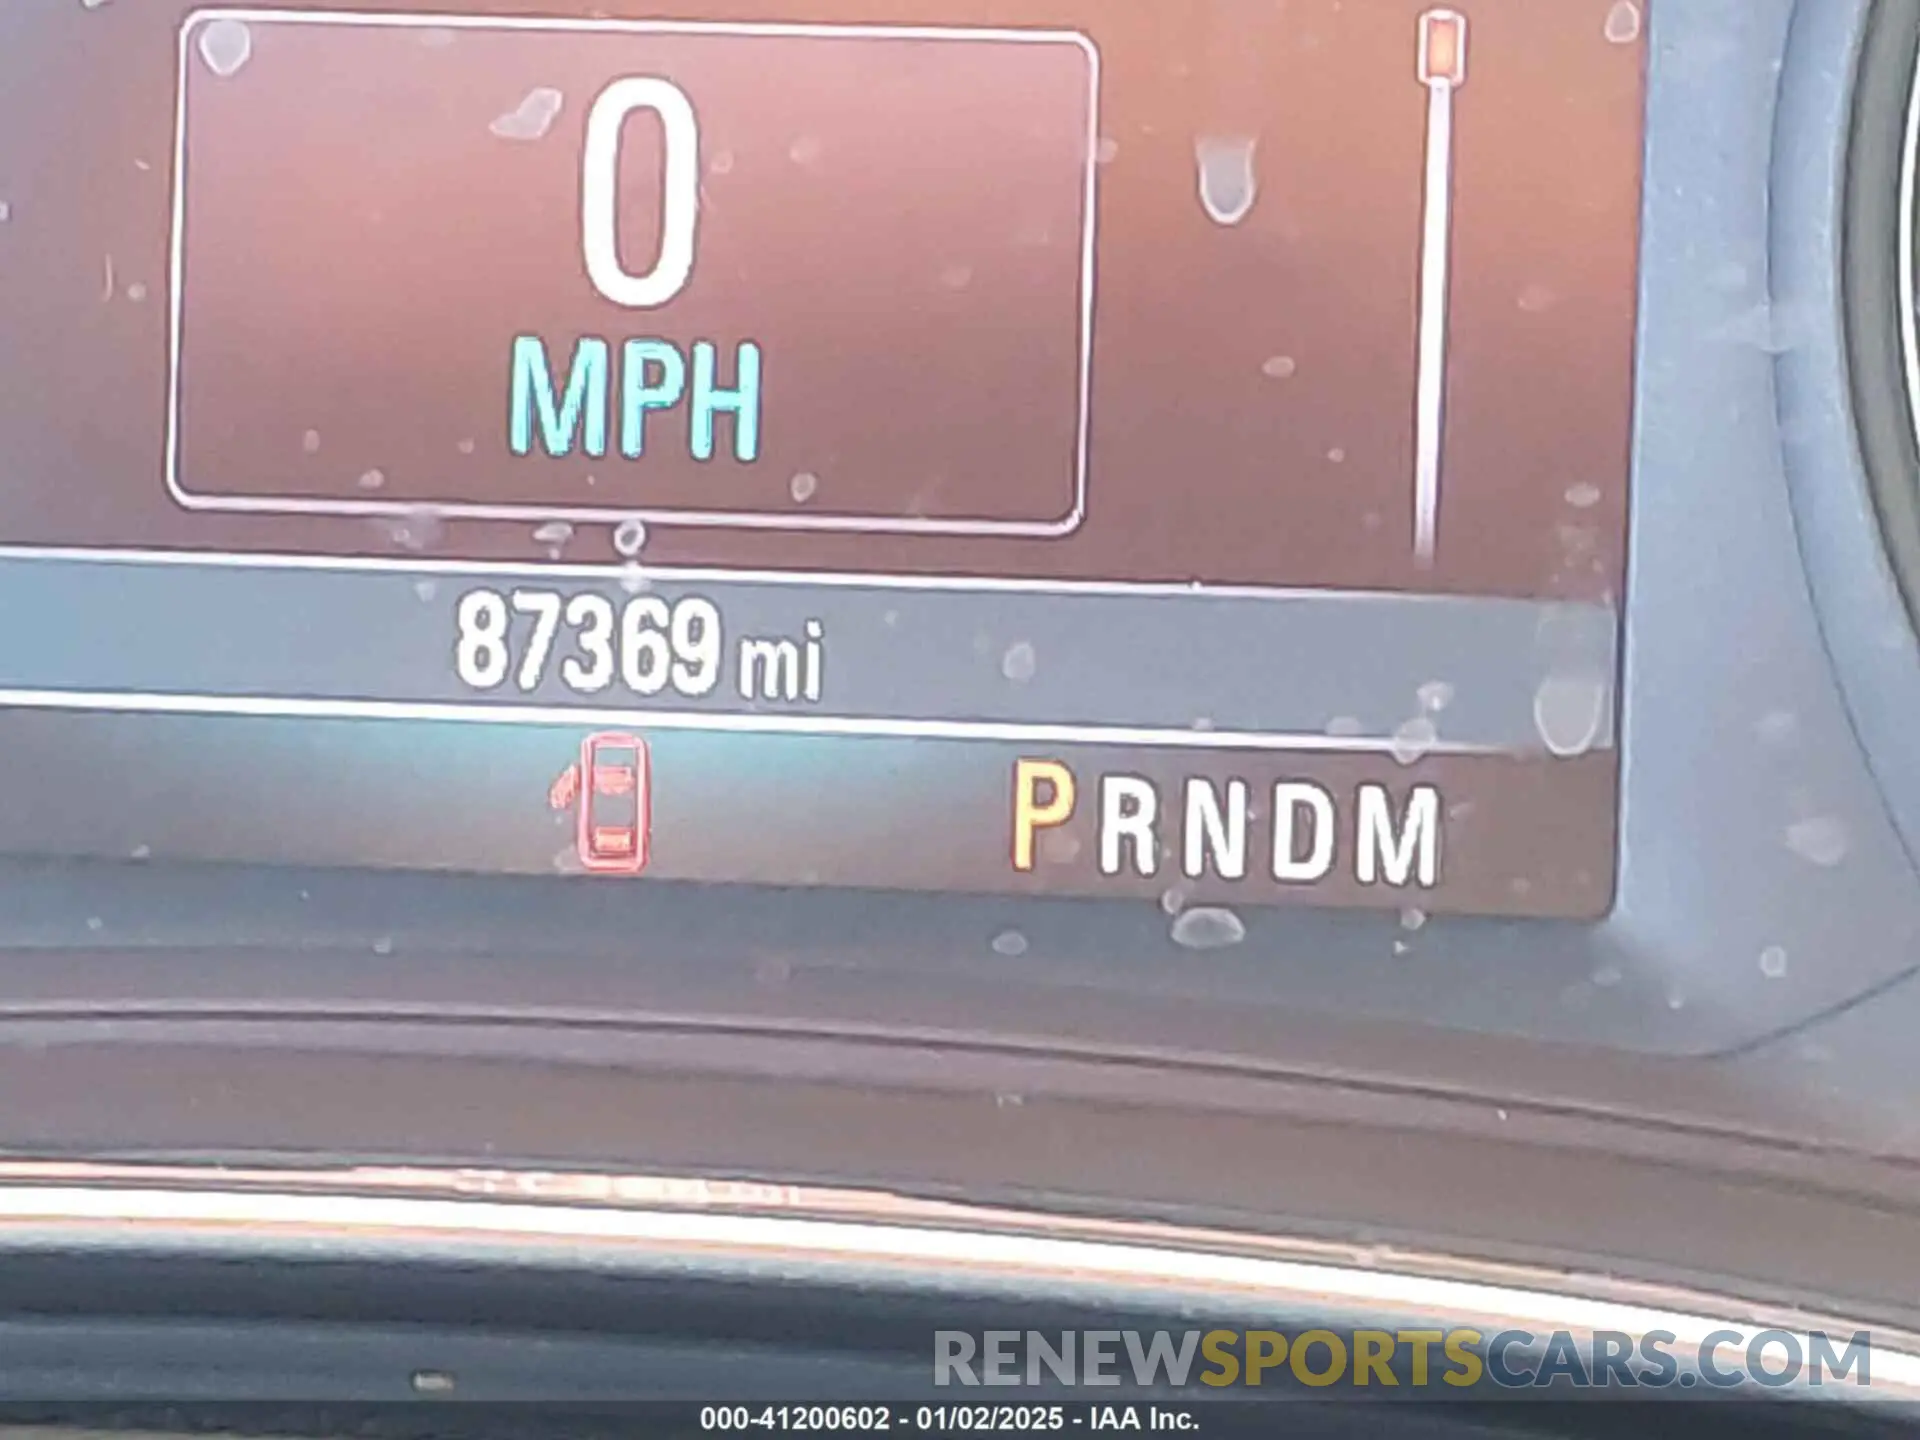 0
MPH
87369 mi
PRNDM
RENEWSPORTSCARS.COM
000-41200602 - 01/02/2025 - IAA Inc.